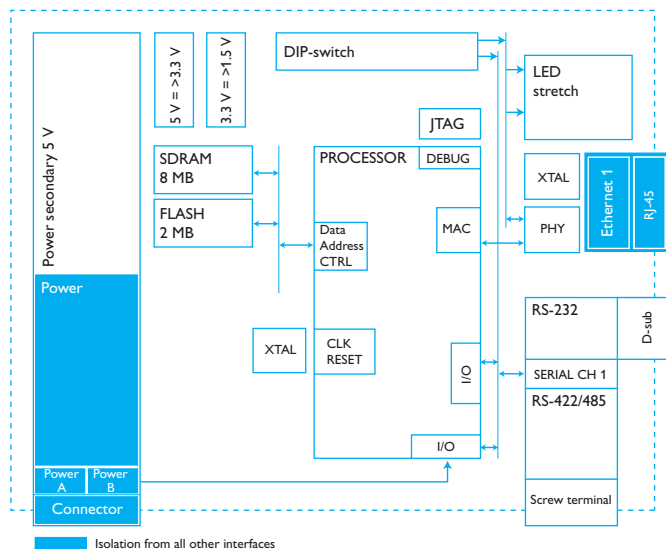 Power secondary 5 V
5 V = >3.3 V
3.3 V = >1.5 V
DIP-switch
LED
stretch
JTAG
SDRAM
8 MB
PROCESSOR
DEBUG
XTAL
Ethernet 1
RJ-45
FLASH
2 MB
Data
Address
CTRL
MAC
PHY
Power
RS-232
D-sub
XTAL
CLK
RESET
I/O
SERIAL CH 1
RS-422/485
I/O
Power
A
Power
B
Connector
Screw terminal
Isolation from all other interfaces